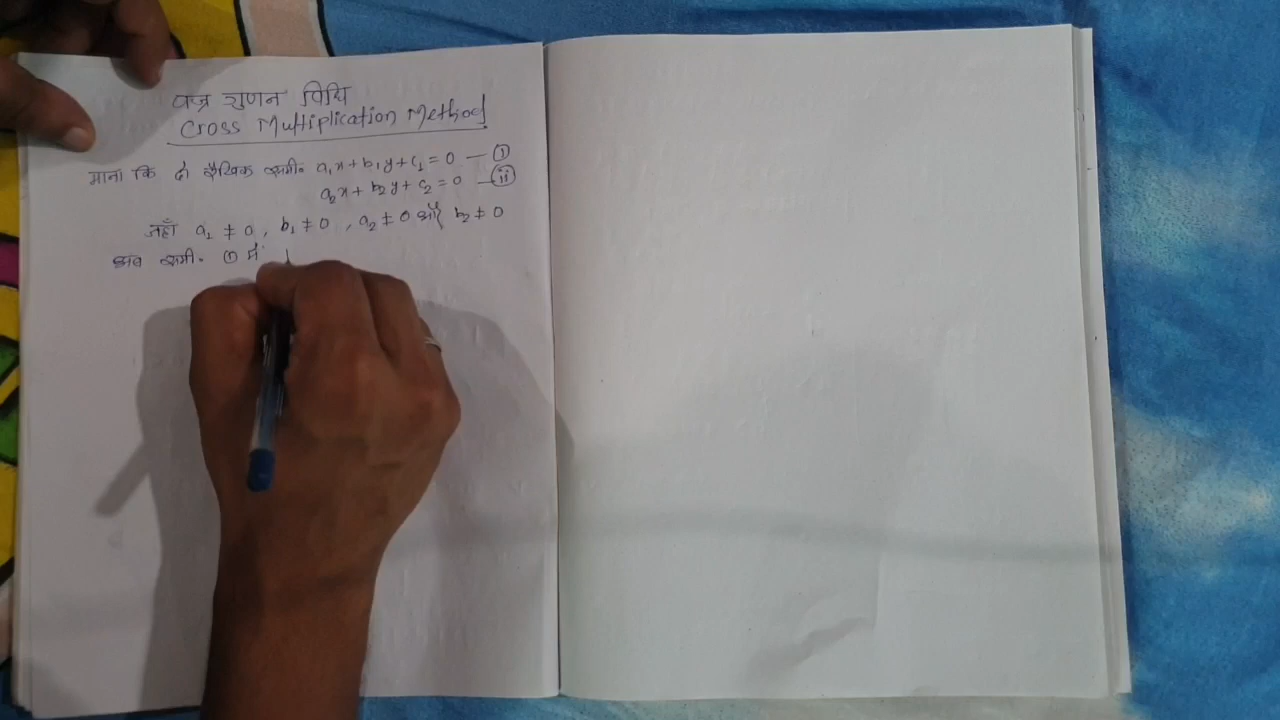 वज्र गुणन विधि
Cross Multiplication Method
माना कि दो रैखिक समी० a₁x + b₁y + c₁ = 0 — (i)
a₂x + b₂y + c₂ = 0 — (ii)
जहाँ a₁ ≠ 0, b₁ ≠ 0, a₂ ≠ 0 और b₂ ≠ 0
अब समी० (i) में